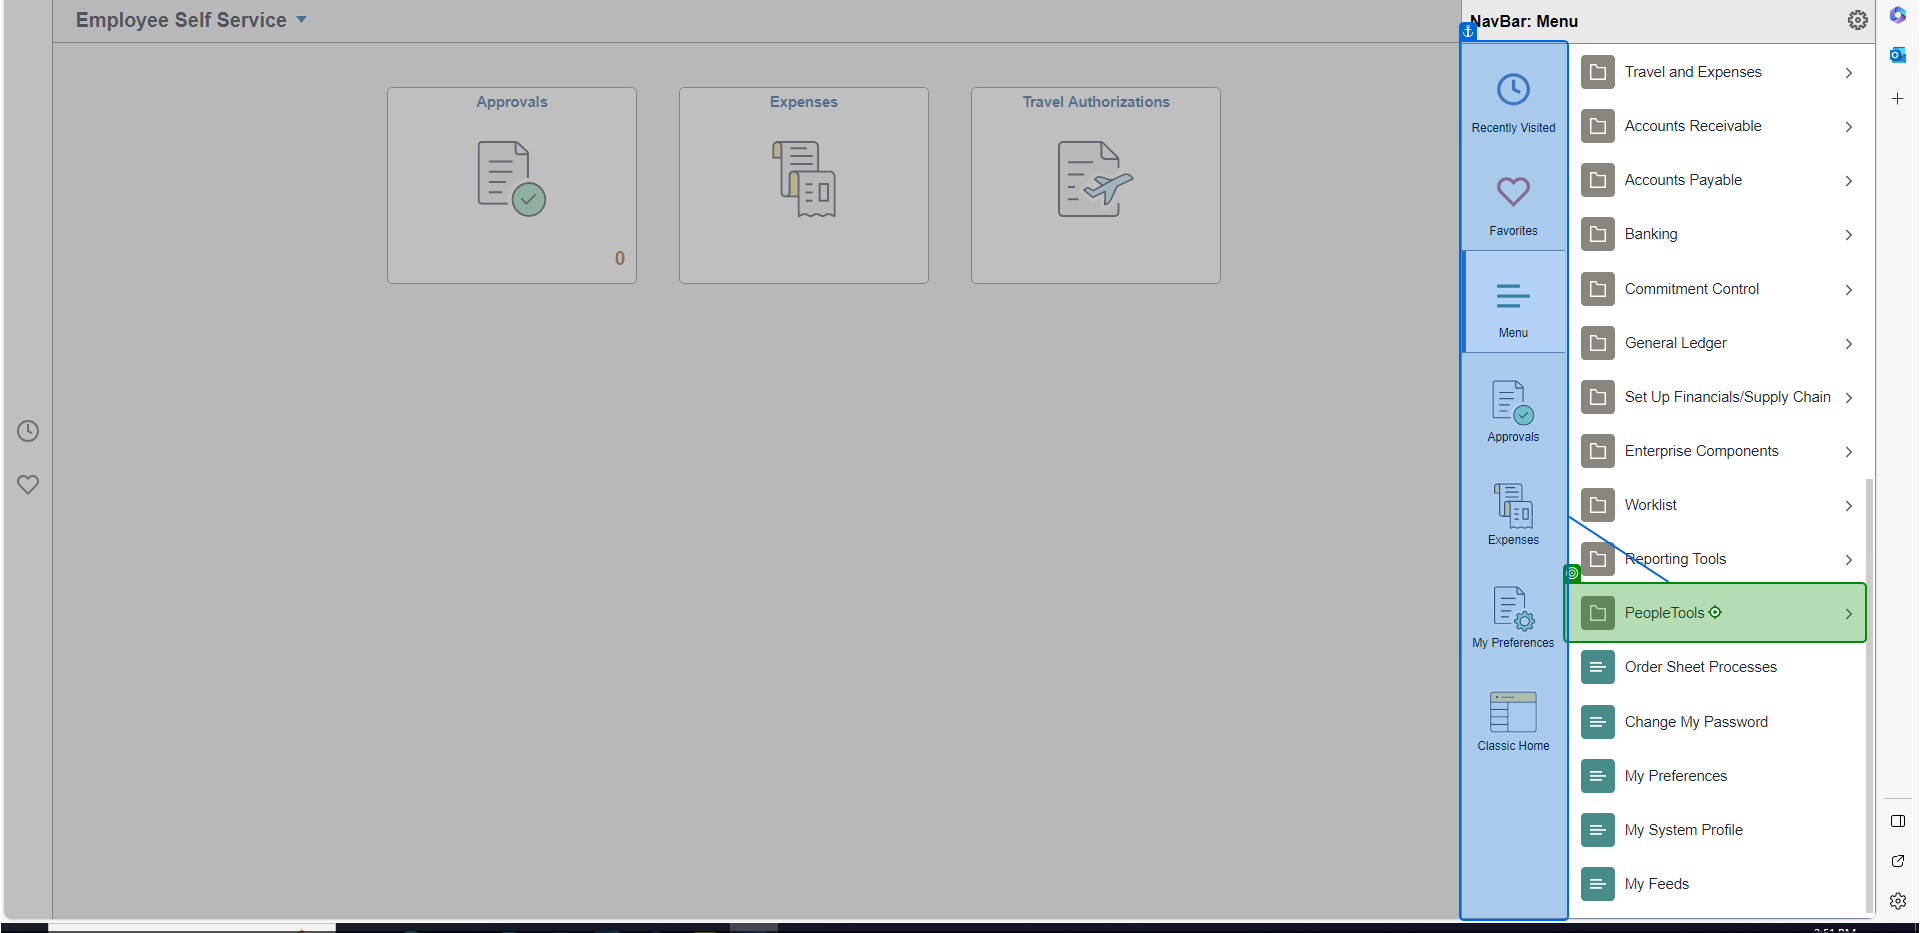 Employee Self Service
NavBar: Menu
Approvals
Expenses
Travel Authorizations
0
Recently Visited
Favorites
Menu
Approvals
Expenses
My Preferences
Classic Home
Travel and Expenses
Accounts Receivable
Accounts Payable
Banking
Commitment Control
General Ledger
Set Up Financials/Supply Chain
Enterprise Components
Worklist
Reporting Tools
PeopleTools
Order Sheet Processes
Change My Password
My Preferences
My System Profile
My Feeds